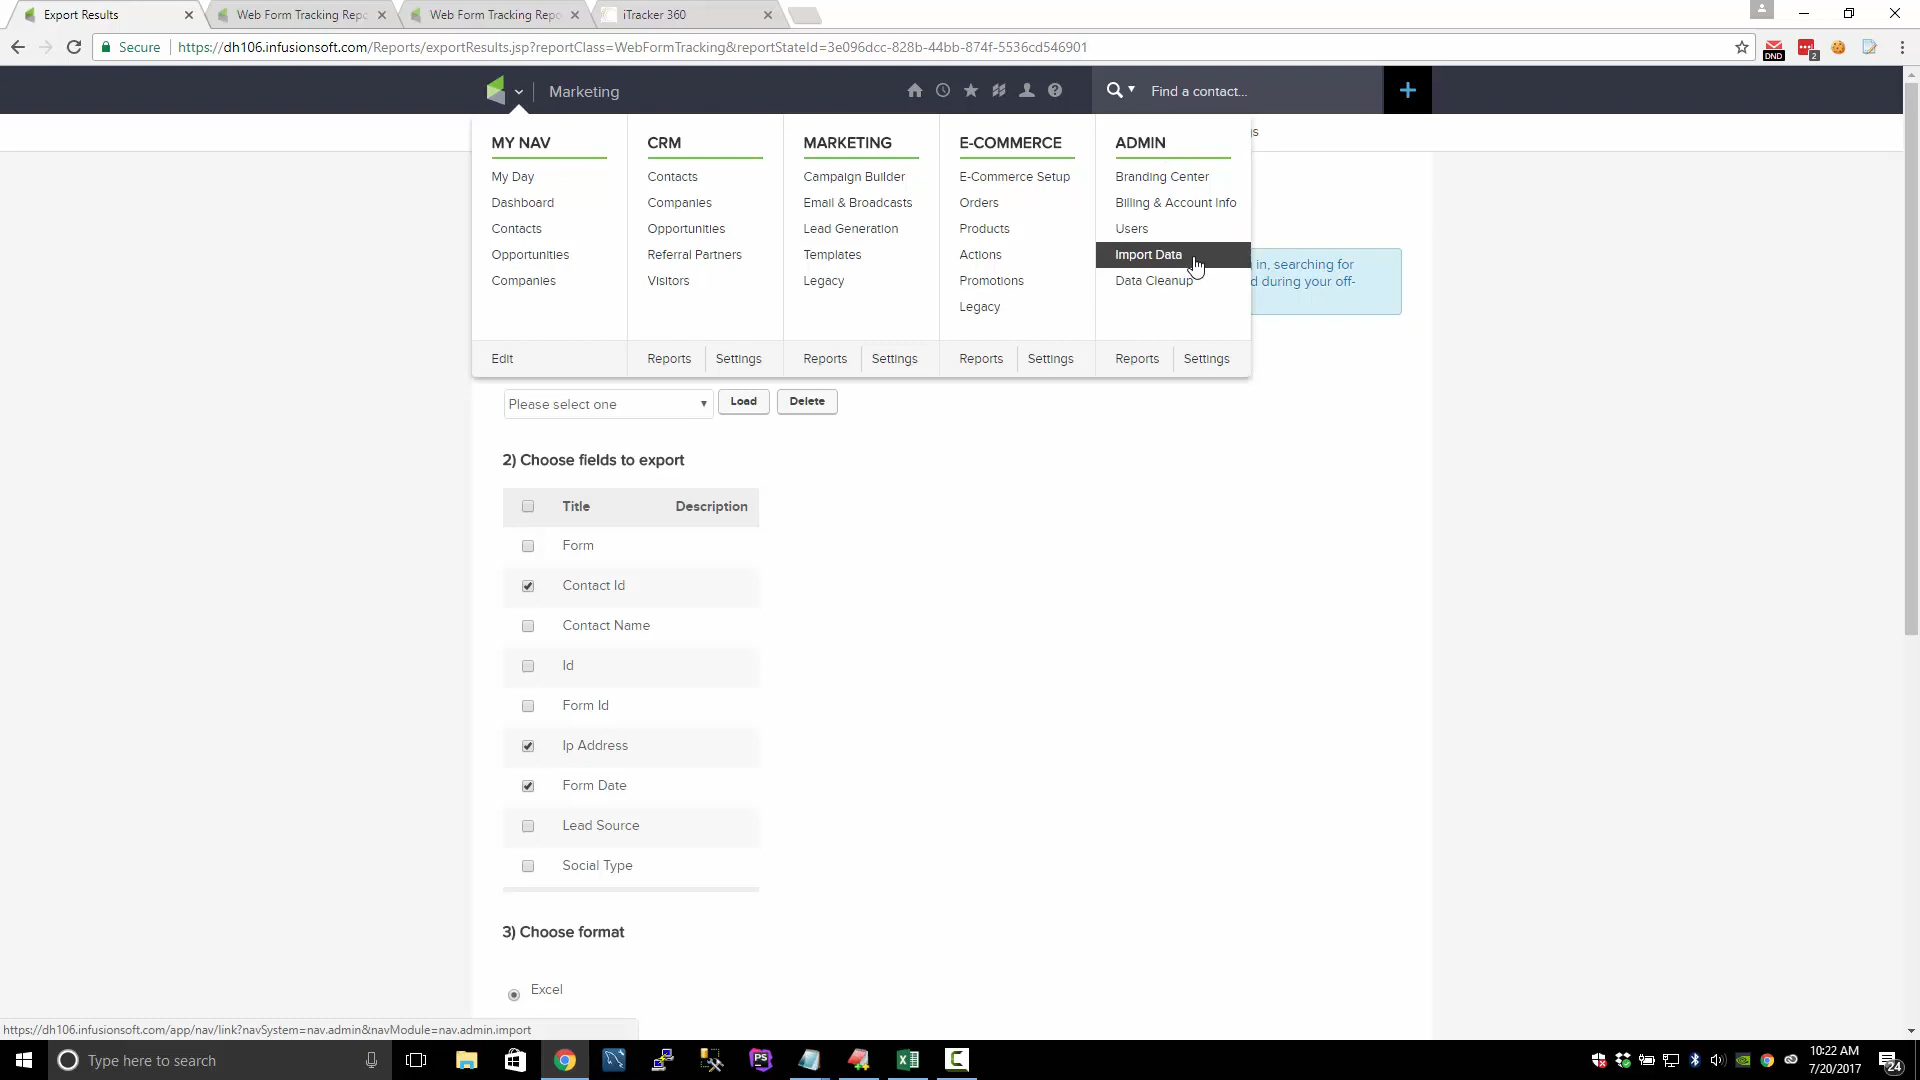 Export Results
Web Form Tracking Repo
Web Form Tracking Repo
iTracker 360
Secure
https://dh106.infusionsoft.com/Reports/exportResults.jsp?reportClass=WebFormTracking&reportStateId=3e096dcc-828b-44bb-874f-5536cd546901
DND
2
Marketing
Find a contact...
MY NAV
My Day
Dashboard
Contacts
Opportunities
Companies
Edit
CRM
Contacts
Companies
Opportunities
Referral Partners
Visitors
Reports
Settings
MARKETING
Campaign Builder
Email & Broadcasts
Lead Generation
Templates
Legacy
Reports
Settings
E-COMMERCE
E-Commerce Setup
Orders
Products
Actions
Promotions
Legacy
Reports
Settings
ADMIN
Branding Center
Billing & Account Info
Users
Import Data
Data Cleanup
Reports
Settings
in, searching for
d during your off-
Please select one
Load
Delete
2) Choose fields to export
Title
Description
Form
Contact Id
Contact Name
Id
Form Id
Ip Address
Form Date
Lead Source
Social Type
3) Choose format
Excel
https://dh106.infusionsoft.com/app/nav/link?navSystem=nav.admin&navModule=nav.admin.import
Type here to search
PS
10:22 AM
7/20/2017
24